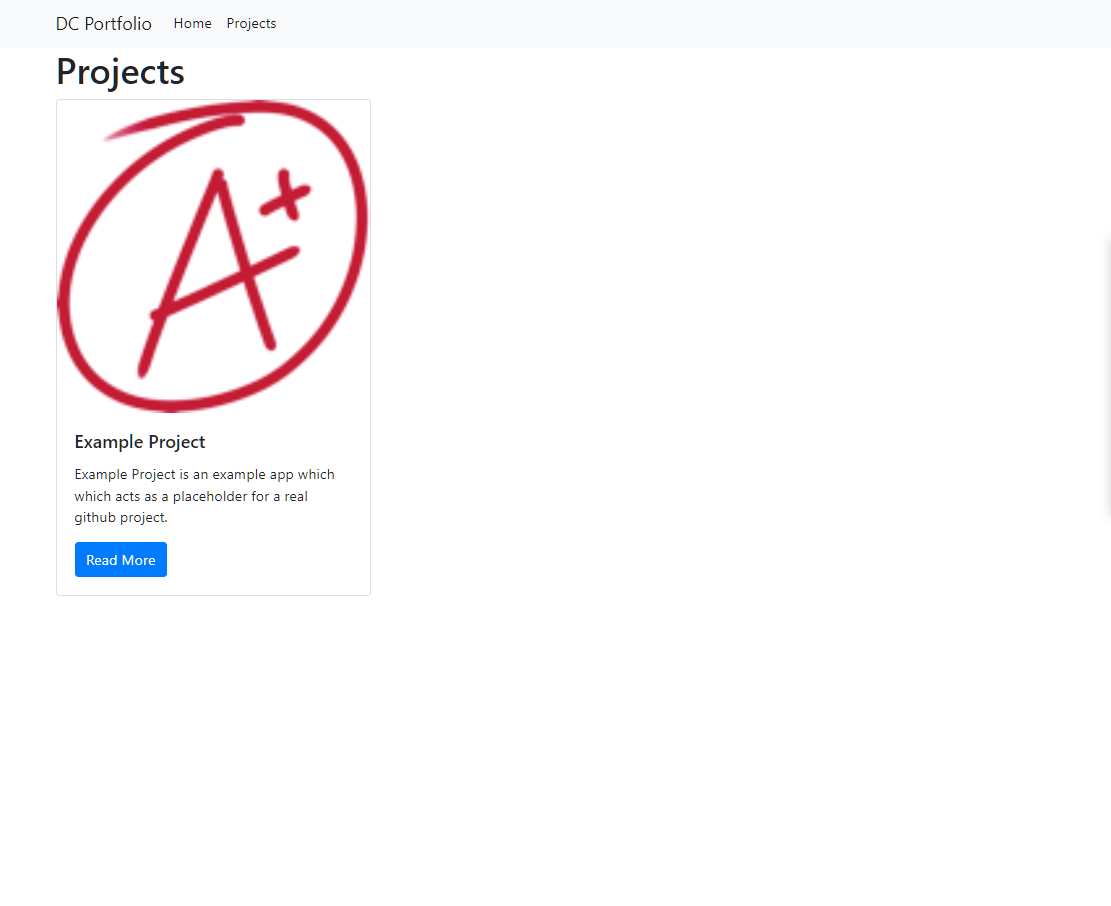 DC Portfolio Home Projects
Projects
A+
Example Project
Example Project is an example app which
which acts as a placeholder for a real
github project.
Read More